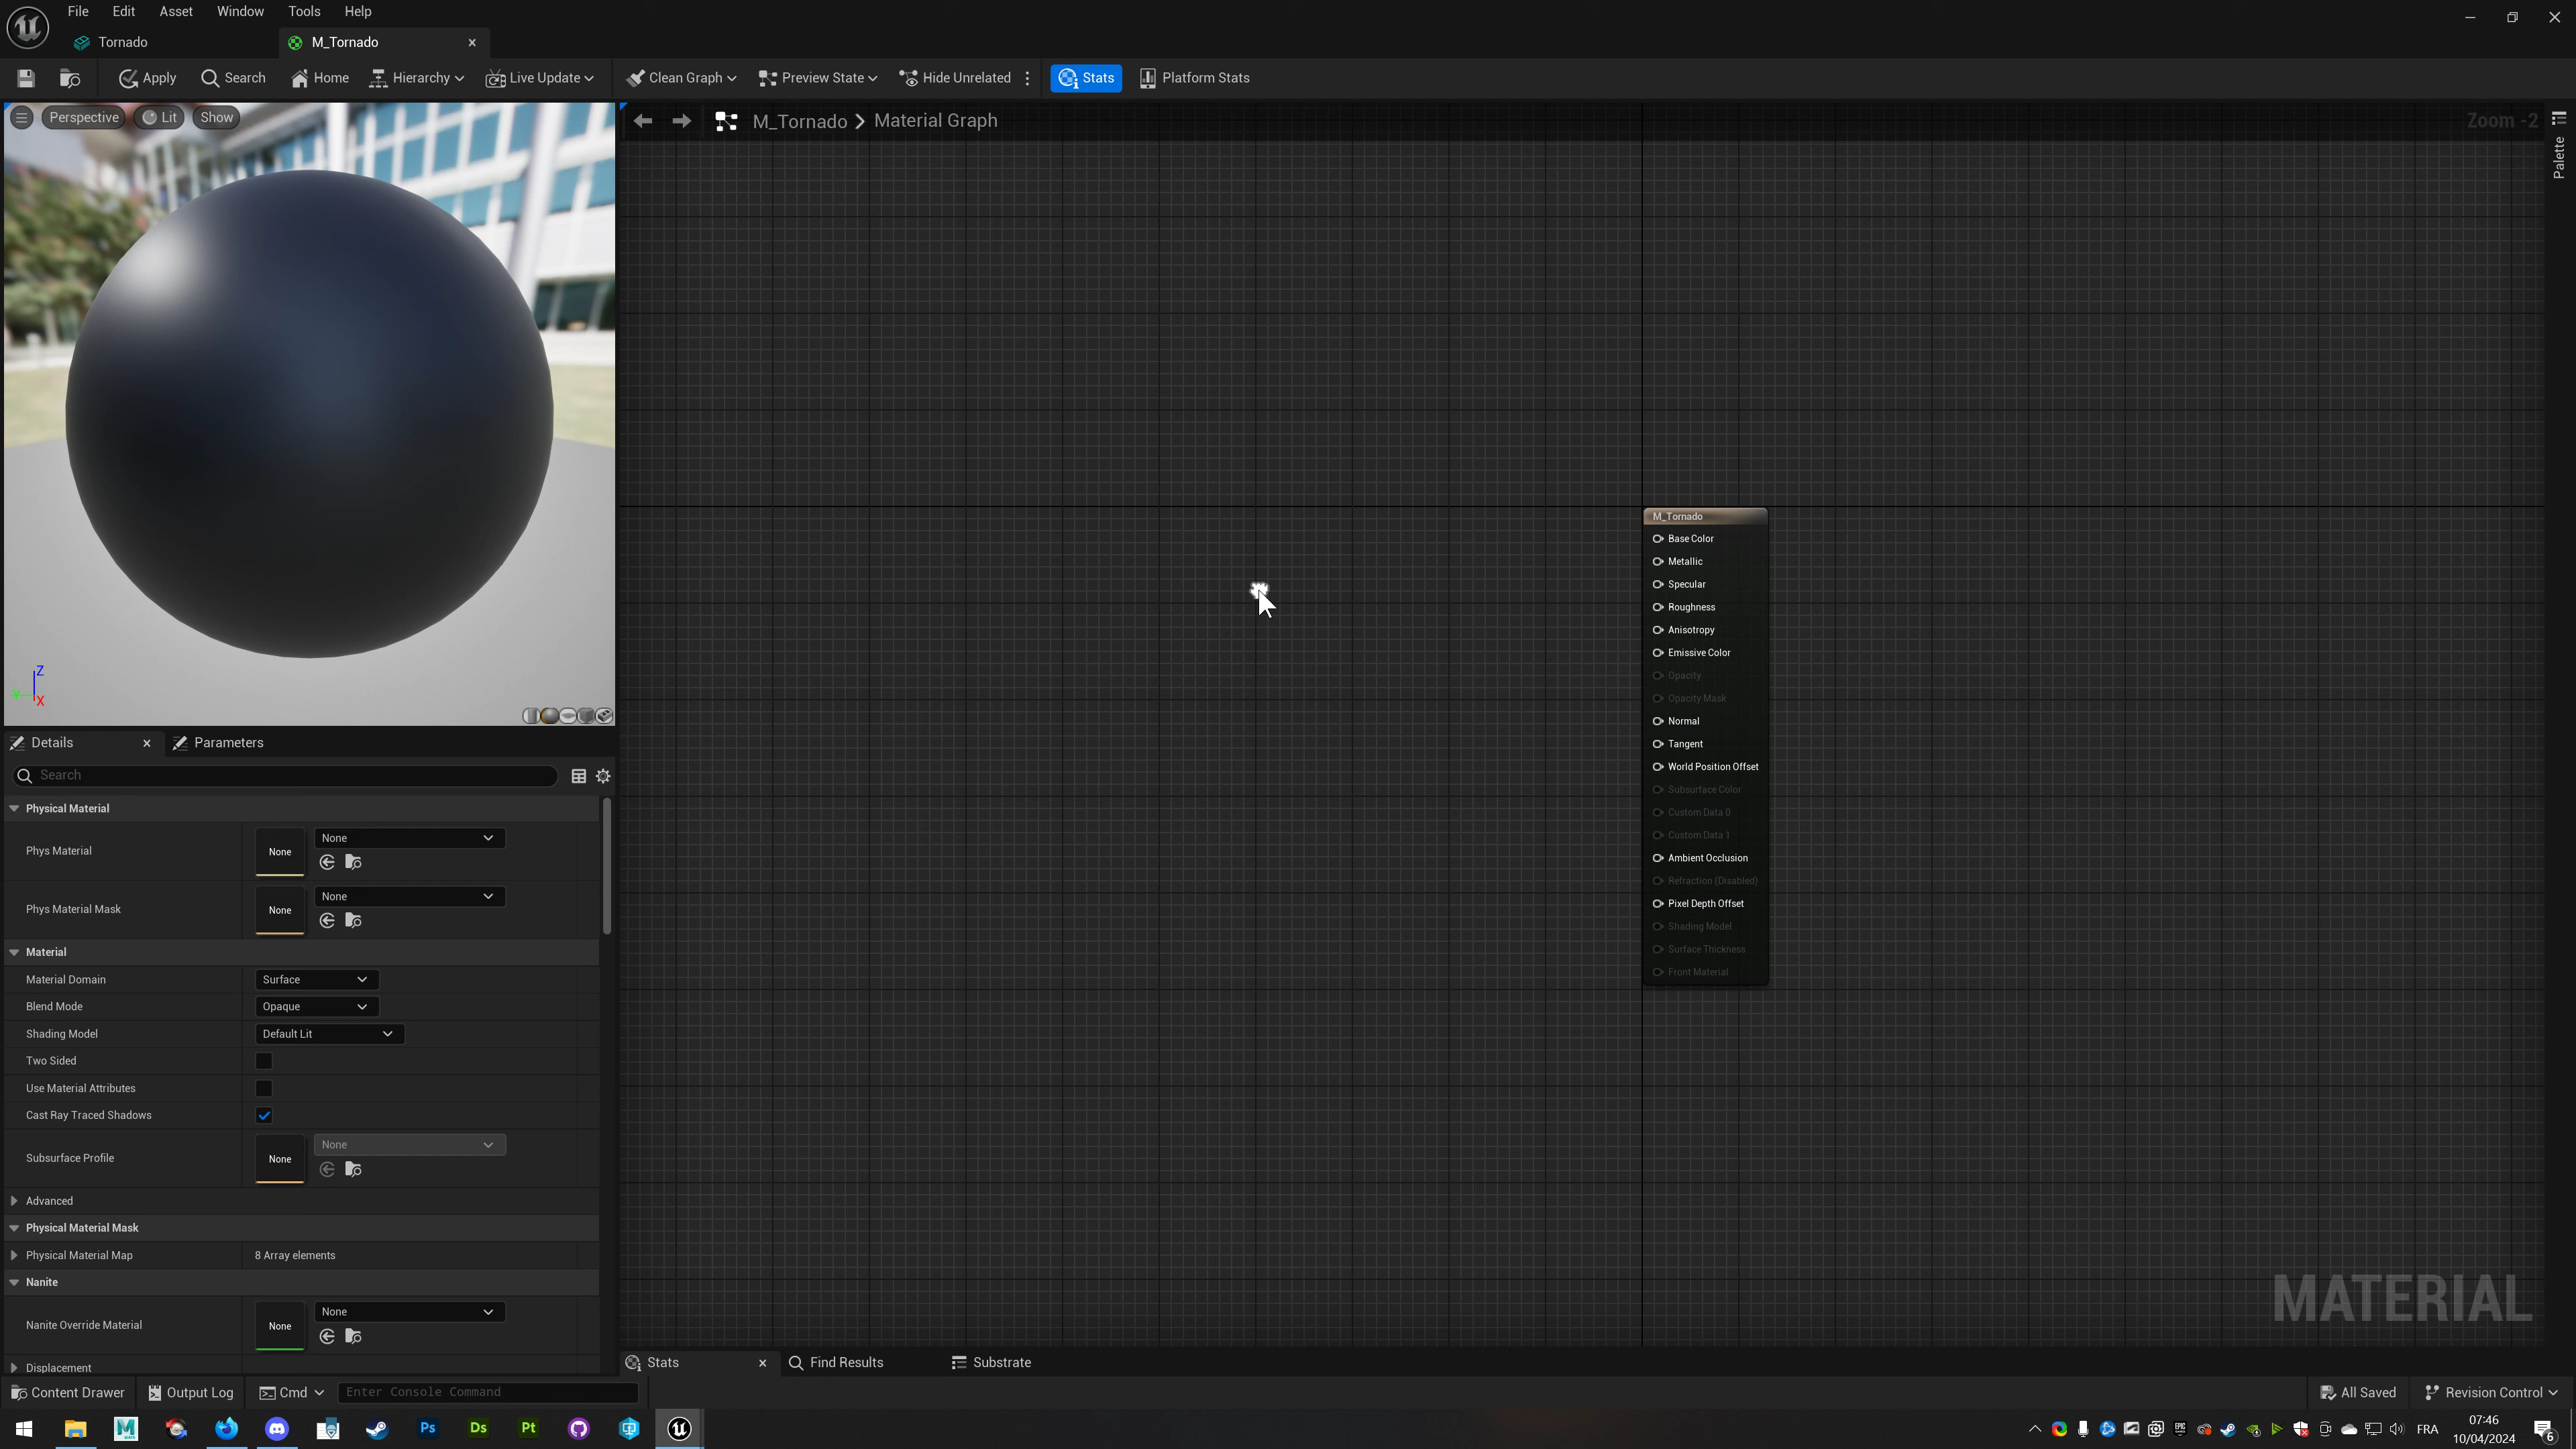 File Edit Asset Window Tools Help
Tornado
M_Tornado
Apply Search Home Hierarchy Live Update Clean Graph Preview State Hide Unrelated Stats Platform Stats
Perspective Lit Show
M_Tornado > Material Graph
Zoom -2
Palette
M_Tornado
Base Color
Metallic
Specular
Roughness
Anisotropy
Emissive Color
Opacity
Opacity Mask
Normal
Tangent
World Position Offset
Subsurface Color
Custom Data 0
Custom Data 1
Ambient Occlusion
Refraction (Disabled)
Pixel Depth Offset
Shading Model
Surface Thickness
Front Material
MATERIAL
Z
Y
X
Details Parameters
Search
Physical Material
Phys Material None None
Phys Material Mask None None
Material
Material Domain Surface
Blend Mode Opaque
Shading Model Default Lit
Two Sided
Use Material Attributes
Cast Ray Traced Shadows
Subsurface Profile None None
Advanced
Physical Material Mask
Physical Material Map 8 Array elements
Nanite
Nanite Override Material None None
Displacement
Stats Find Results Substrate
Content Drawer Output Log Cmd Enter Console Command All Saved Revision Control
M Ps Ds Pt FRA
07:46
10/04/2024
6